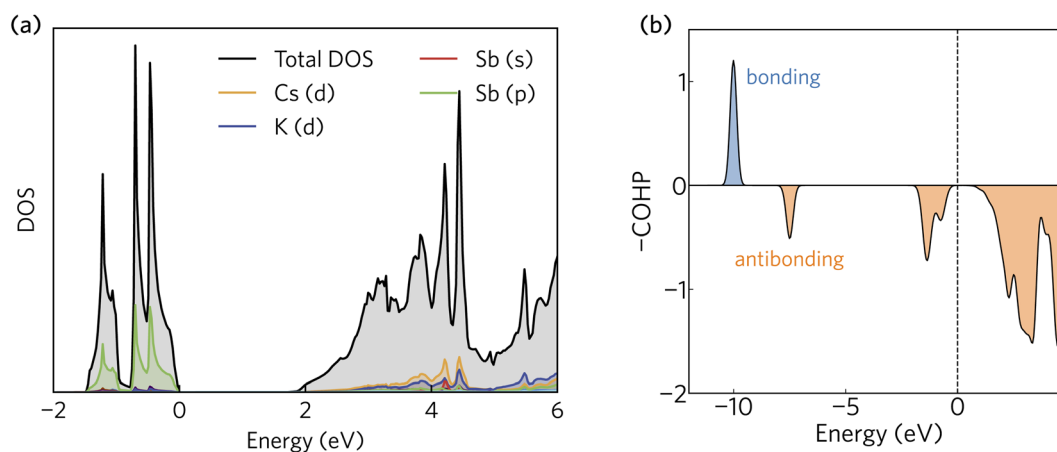 (a)
DOS
Total DOS
Cs (d)
K (d)
Sb (s)
Sb (p)
−2 0 2 4 6
Energy (eV)
(b)
−COHP
1
0
−1
−2
bonding
antibonding
−10 −5 0
Energy (eV)